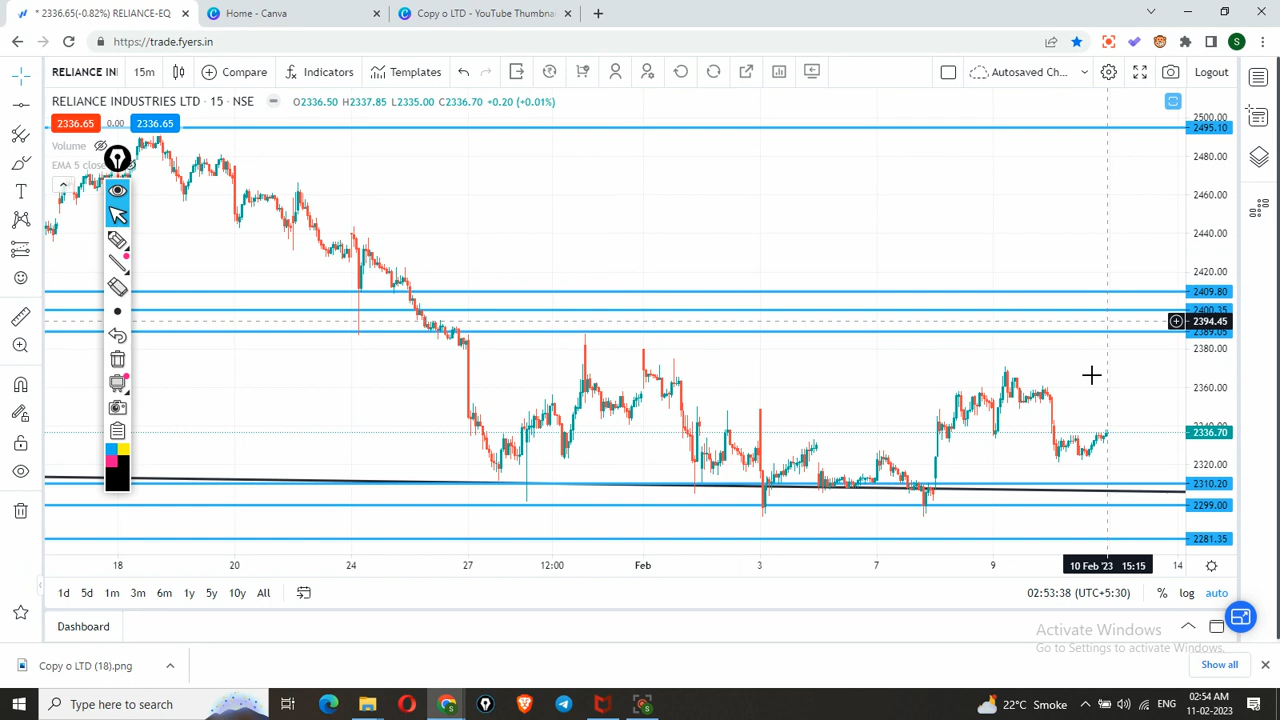 * 2336.65(-0.82%) RELIANCE-EQ
Home - Canva
Copy o LTD - YouTube Thumbna
https://trade.fyers.in
S
RELIANCE IN
15m
Compare
Indicators
Templates
Autosaved Ch...
Logout
RELIANCE INDUSTRIES LTD · 15 · NSE
O2336.50 H2337.85 L2335.00 C2336.70 +0.20 (+0.01%)
2336.65
0.00
2336.65
Volume
EMA 5 close
2500.00
2495.10
2480.00
2460.00
2440.00
2420.00
2409.80
2400.35
2394.45
2389.05
2380.00
2360.00
2340.00
2336.70
2320.00
2310.20
2299.00
2281.35
18
20
24
27
12:00
Feb
3
7
9
10 Feb '23 15:15
14
1d
5d
1m
3m
6m
1y
5y
10y
All
02:53:38 (UTC+5:30)
%
log
auto
Dashboard
Activate Windows
Go to Settings to activate Windows.
Copy o LTD (18).png
Show all
Type here to search
22°C Smoke
ENG
02:54 AM
11-02-2023